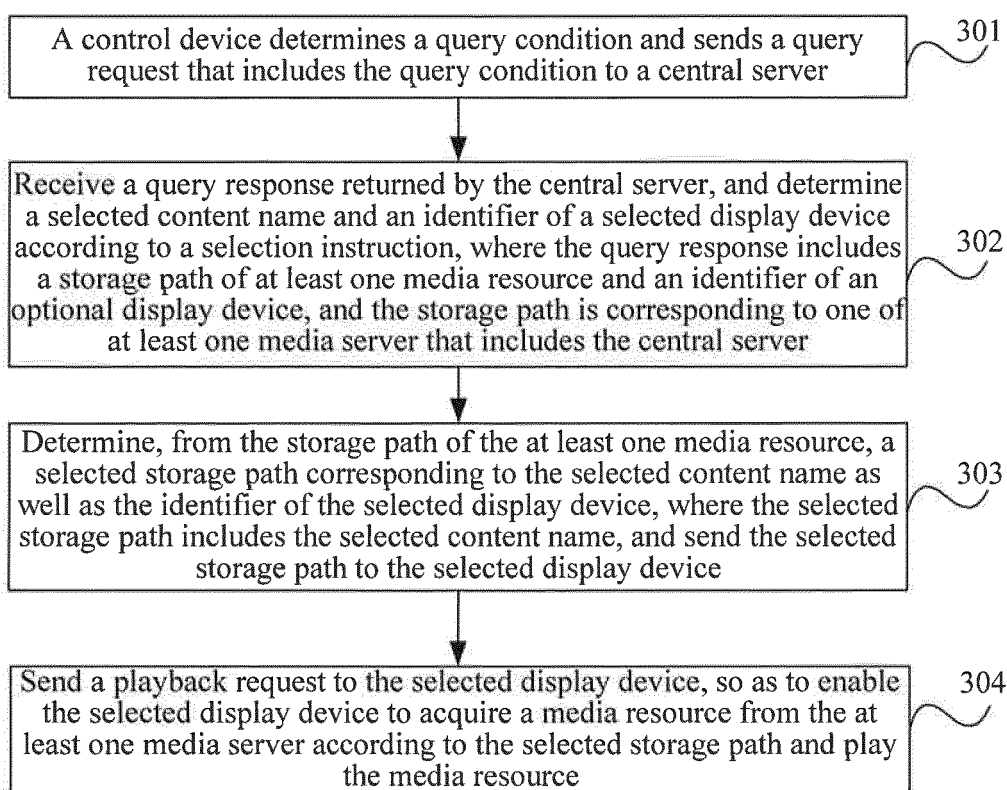 A control device determines a query condition and sends a query
request that includes the query condition to a central server
301
Receive a query response returned by the central server, and determine
a selected content name and an identifier of a selected display device
according to a selection instruction, where the query response includes
a storage path of at least one media resource and an identifier of an
optional display device, and the storage path is corresponding to one of
at least one media server that includes the central server
302
Determine, from the storage path of the at least one media resource, a
selected storage path corresponding to the selected content name as
well as the identifier of the selected display device, where the selected
storage path includes the selected content name, and send the selected
storage path to the selected display device
303
Send a playback request to the selected display device, so as to enable
the selected display device to acquire a media resource from the at
least one media server according to the selected storage path and play
the media resource
304